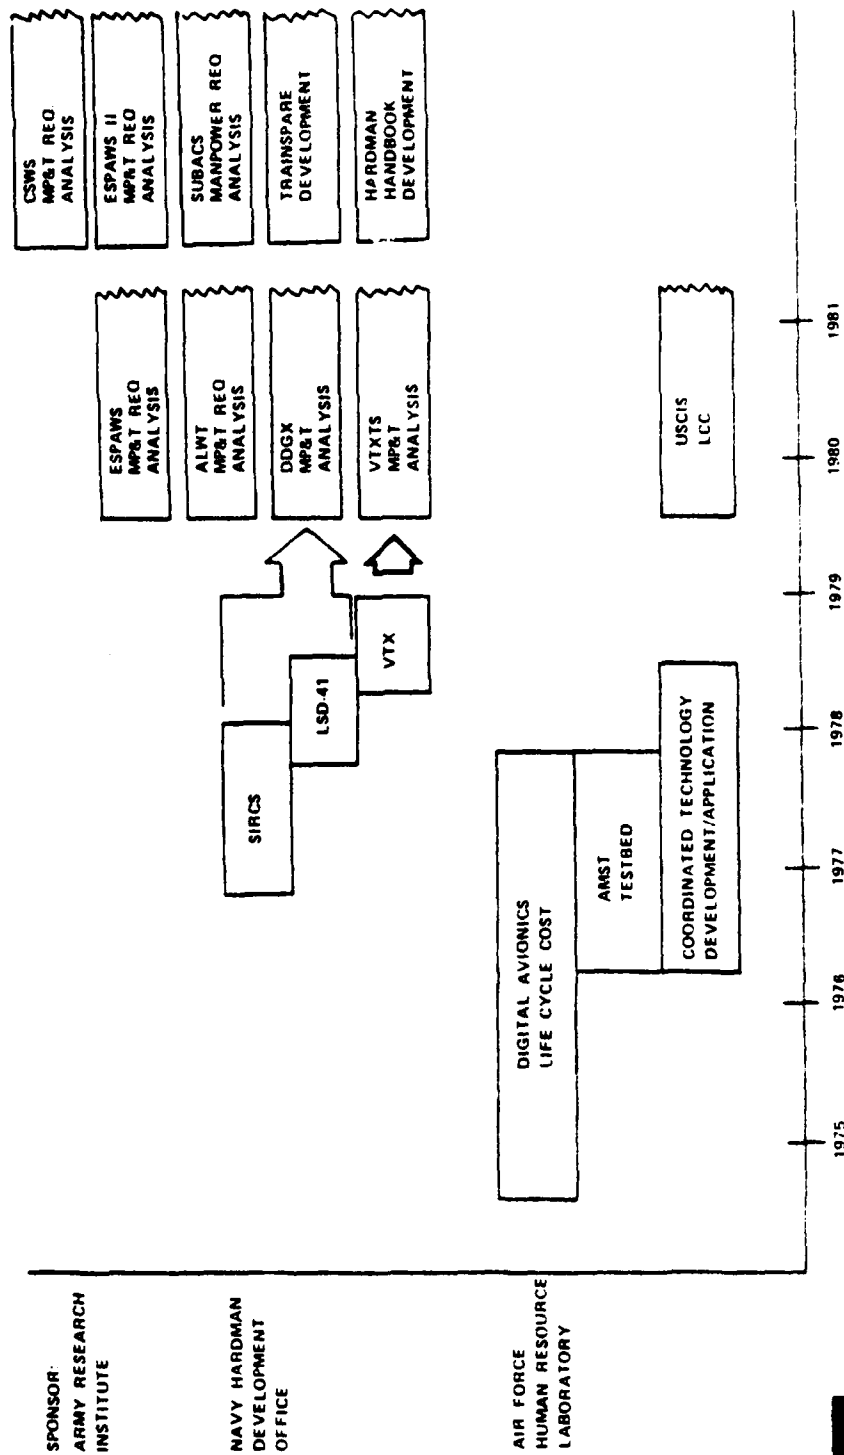 SPONSOR:
ARMY RESEARCH
INSTITUTE
NAVY HARDMAN
DEVELOPMENT
OFFICE
AIR FORCE
HUMAN RESOURCE
LABORATORY
CSWS
MP&T REQ
ANALYSIS
ESPAWS
MP&T REQ
ANALYSIS
ESPAWS II
MP&T REQ
ANALYSIS
ALWT
MP&T REQ
ANALYSIS
SUBACS
MANPOWER REQ
ANALYSIS
SIRCS
LSD-41
DDGX
MP&T
ANALYSIS
TRAINSPARE
DEVELOPMENT
VTX
VTXTS
MP&T
ANALYSIS
HARDMAN
HANDBOOK
DEVELOPMENT
DIGITAL AVIONICS
LIFE CYCLE COST
AMST
TESTBED
COORDINATED TECHNOLOGY
DEVELOPMENT/APPLICATION
USCIS
LCC
1975
1976
1977
1978
1979
1980
1981